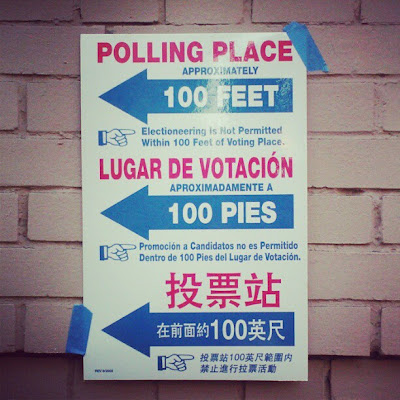 POLLING PLACE
APPROXIMATELY
100 FEET
Electioneering is Not Permitted
Within 100 Feet of Voting Place.
LUGAR DE VOTACIÓN
APROXIMADAMENTE A
100 PIES
Promoción a Candidatos no es Permitido
Dentro de 100 Pies del Lugar de Votación.
投票站
在前面約100英尺
投票站100英尺範圍内
禁止進行拉票活動